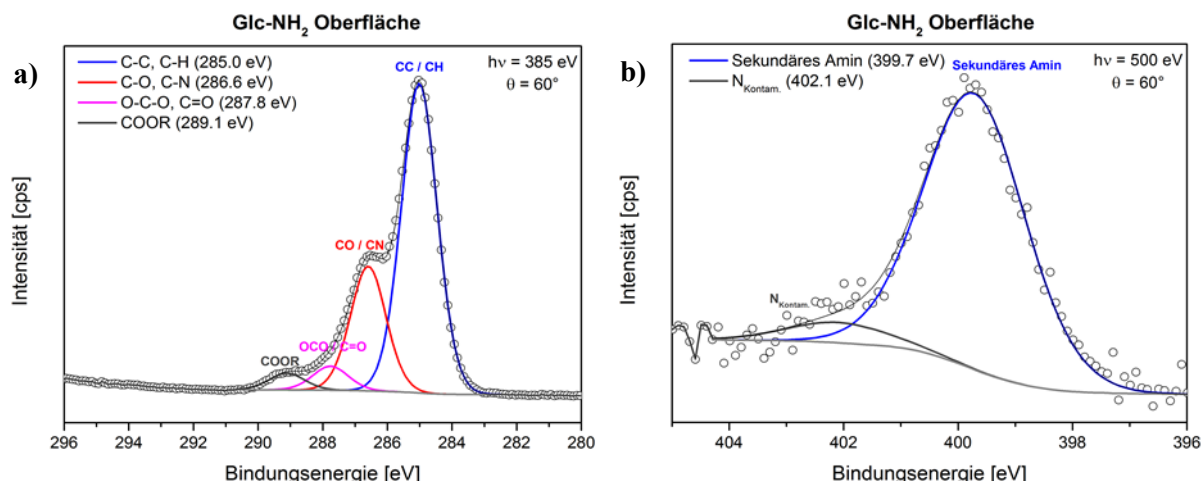 Glc-NH₂ Oberfläche
a)
C-C, C-H (285.0 eV)
C-O, C-N (286.6 eV)
O-C-O, C=O (287.8 eV)
COOR (289.1 eV)
CC / CH
hν = 385 eV
θ = 60°
CO / CN
OCO / C=O
COOR
Intensität [cps]
296 294 292 290 288 286 284 282 280
Bindungsenergie [eV]
Glc-NH₂ Oberfläche
b)
Sekundäres Amin (399.7 eV)
N_Kontam. (402.1 eV)
Sekundäres Amin
hν = 500 eV
θ = 60°
N_Kontam.
Intensität [cps]
404 402 400 398 396
Bindungsenergie [eV]